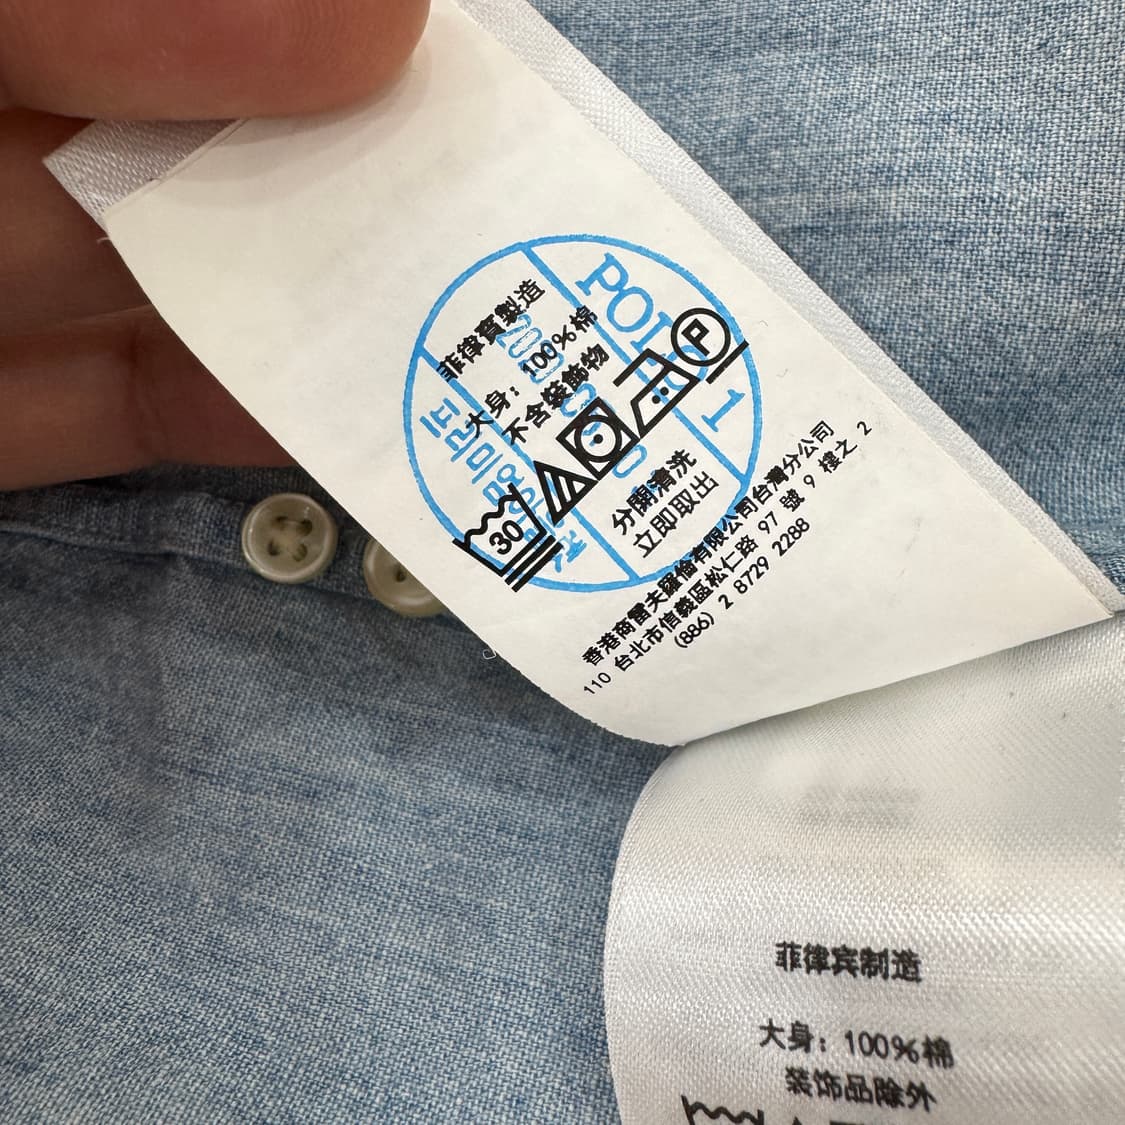 菲律賓製造
大身：100%棉
不含裝飾物
30
P
分開清洗
立即取出
香港商雷夫羅倫有限公司台灣分公司
110 台北市信義區松仁路 97 號 9 樓之 2
(886) 2 8729 2288
菲律宾制造
大身：100%棉
装饰品除外